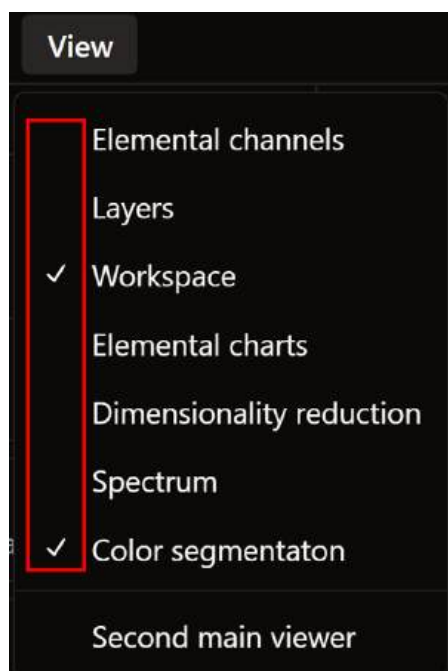 View
Elemental channels
Layers
✓ Workspace
Elemental charts
Dimensionality reduction
Spectrum
✓ Color segmentaton
Second main viewer